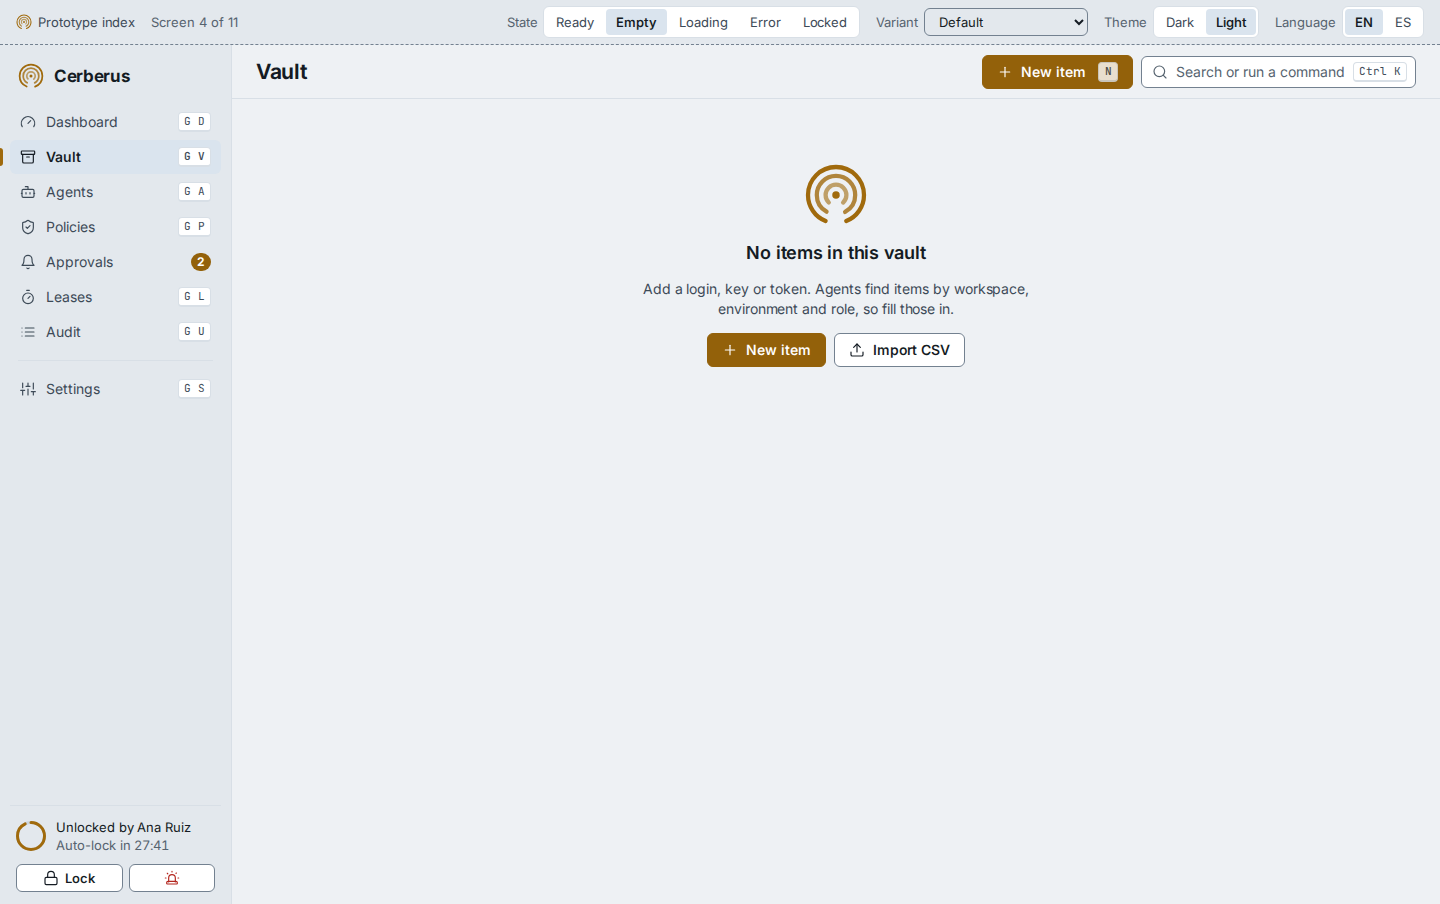 Prototype index Screen 4 of 11 State Ready Empty Loading Error Locked Variant Default Theme Dark Light Language EN ES
Cerberus
Vault
New item N
Search or run a command Ctrl K
Dashboard G D
Vault G V
Agents G A
Policies G P
Approvals 2
Leases G L
Audit G U
Settings G S
No items in this vault
Add a login, key or token. Agents find items by workspace,
environment and role, so fill those in.
New item Import CSV
Unlocked by Ana Ruiz
Auto-lock in 27:41
Lock